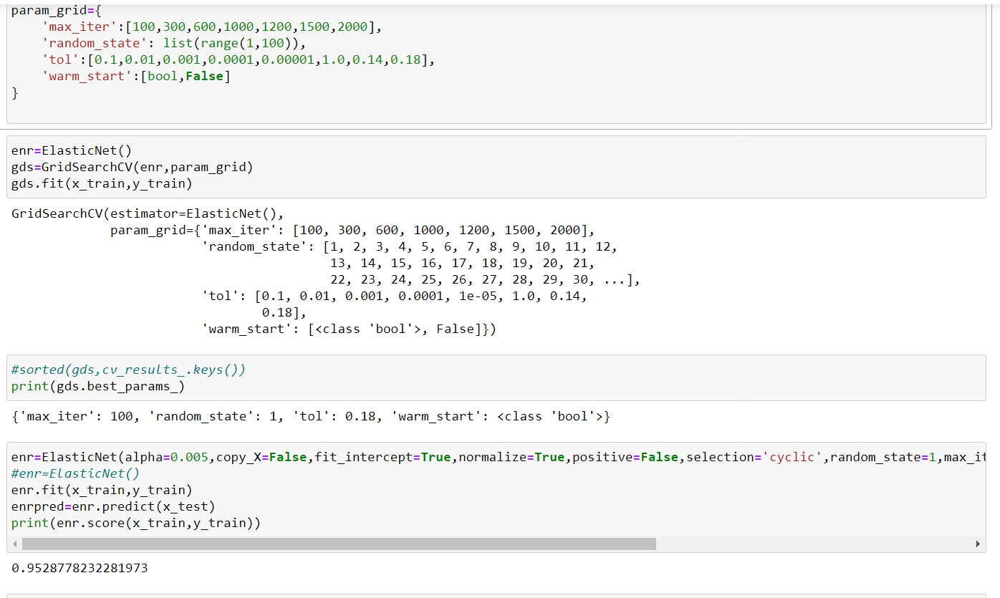 param_grid={
    'max_iter':[100,300,600,1000,1200,1500,2000],
    'random_state': list(range(1,100)),
    'tol':[0.1,0.01,0.001,0.0001,0.00001,1.0,0.14,0.18],
    'warm_start':[bool,False]
}
enr=ElasticNet()
gds=GridSearchCV(enr,param_grid)
gds.fit(x_train,y_train)
GridSearchCV(estimator=ElasticNet(),
             param_grid={'max_iter': [100, 300, 600, 1000, 1200, 1500, 2000],
                         'random_state': [1, 2, 3, 4, 5, 6, 7, 8, 9, 10, 11, 12,
                                          13, 14, 15, 16, 17, 18, 19, 20, 21,
                                          22, 23, 24, 25, 26, 27, 28, 29, 30, ...],
                         'tol': [0.1, 0.01, 0.001, 0.0001, 1e-05, 1.0, 0.14,
                                 0.18],
                         'warm_start': [<class 'bool'>, False]})
#sorted(gds,cv_results_.keys())
print(gds.best_params_)
{'max_iter': 100, 'random_state': 1, 'tol': 0.18, 'warm_start': <class 'bool'>}
enr=ElasticNet(alpha=0.005,copy_X=False,fit_intercept=True,normalize=True,positive=False,selection='cyclic',random_state=1,max_it
#enr=ElasticNet()
enr.fit(x_train,y_train)
enrpred=enr.predict(x_test)
print(enr.score(x_train,y_train))
0.9528778232281973